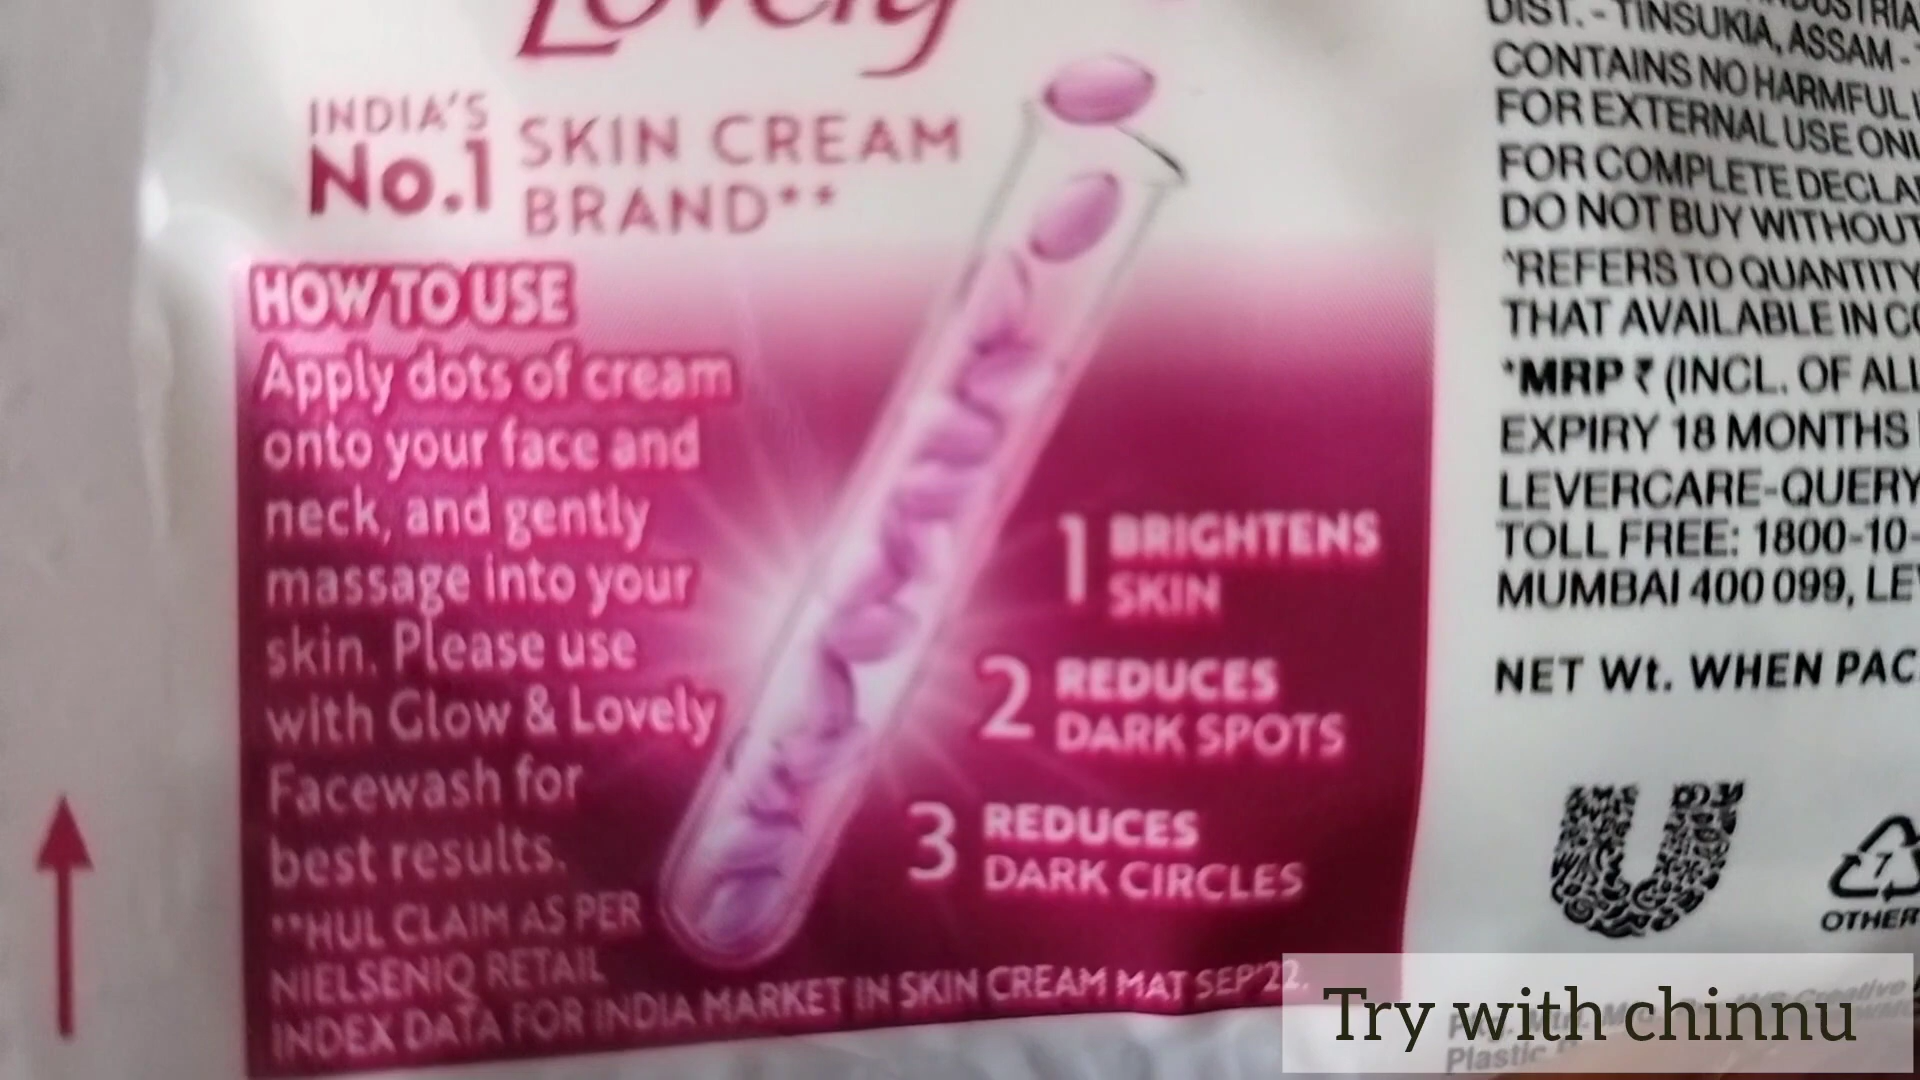 Lovely
INDIA'S
No.1
SKIN CREAM
BRAND**
HOW TO USE
Apply dots of cream
onto your face and
neck, and gently
massage into your
skin. Please use
with Glow & Lovely
Facewash for
best results.
**HUL CLAIM AS PER
NIELSENIQ RETAIL
INDEX DATA FOR INDIA MARKET IN SKIN CREAM MAT SEP'22.
1 BRIGHTENS
SKIN
2 REDUCES
DARK SPOTS
3 REDUCES
DARK CIRCLES
DIST. - TINSUKIA, ASSAM -
CONTAINS NO HARMFUL
FOR EXTERNAL USE
FOR COMPLETE
DO NOT BUY WITHOUT
^REFERS TO QUANTITY
THAT AVAILABLE IN
*MRP ₹ (INCL. OF
EXPIRY 18 MONTHS
LEVERCARE-QUERY
TOLL FREE: 1800-10-
MUMBAI 400 099,
NET Wt. WHEN
7
OTHER
Plastic
Try with chinnu